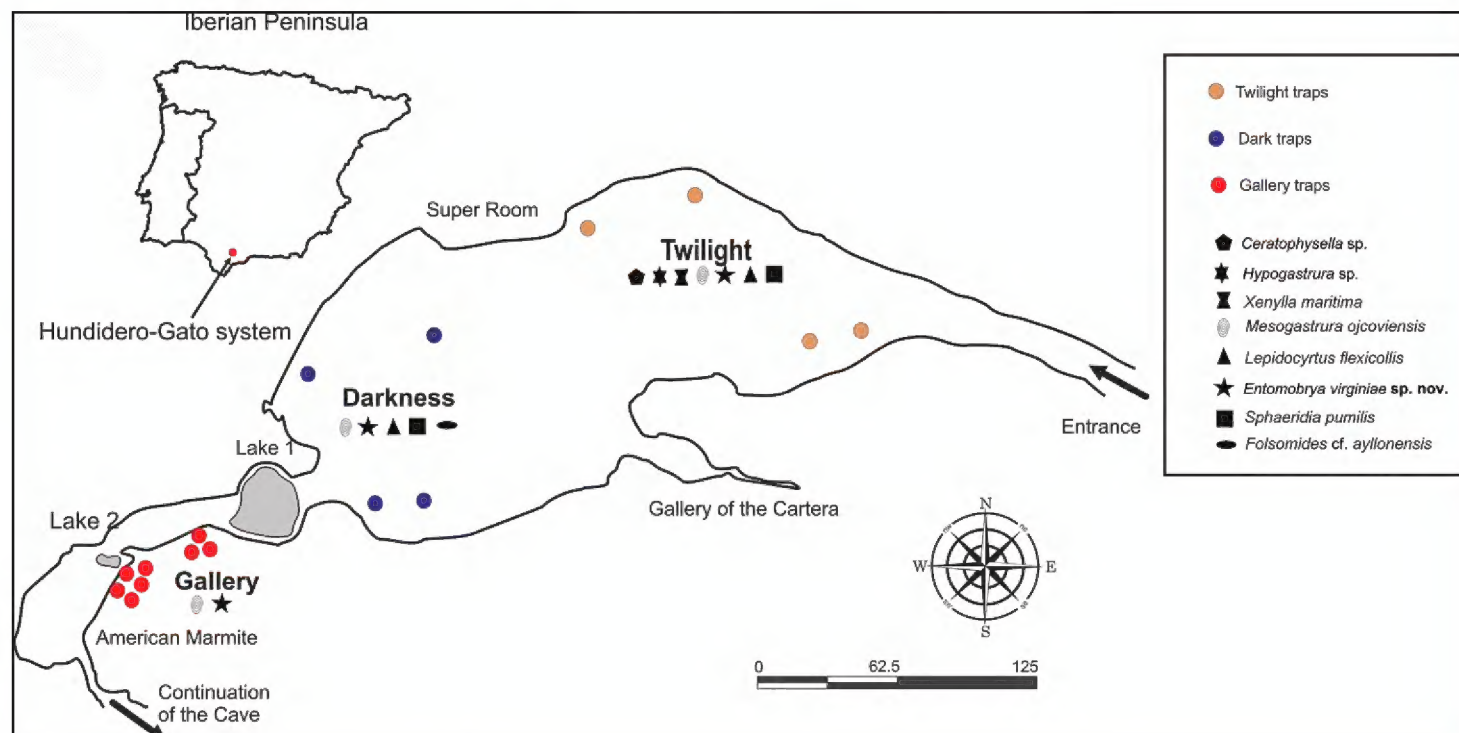 Iberian Peninsula
Hundidero-Gato system
Super Room
Twilight
Darkness
Lake 1
Lake 2
Gallery
American Marmite
Continuation
of the Cave
Gallery of the Cartera
Entrance
N
W
E
S
0 62.5 125
Twilight traps
Dark traps
Gallery traps
Ceratophysella sp.
Hypogastrura sp.
Xenylla maritima
Mesogastrura ojcoviensis
Lepidocyrtus flexicollis
Entomobrya virginiae sp. nov.
Sphaeridia pumilis
Folsomides cf. ayllonensis